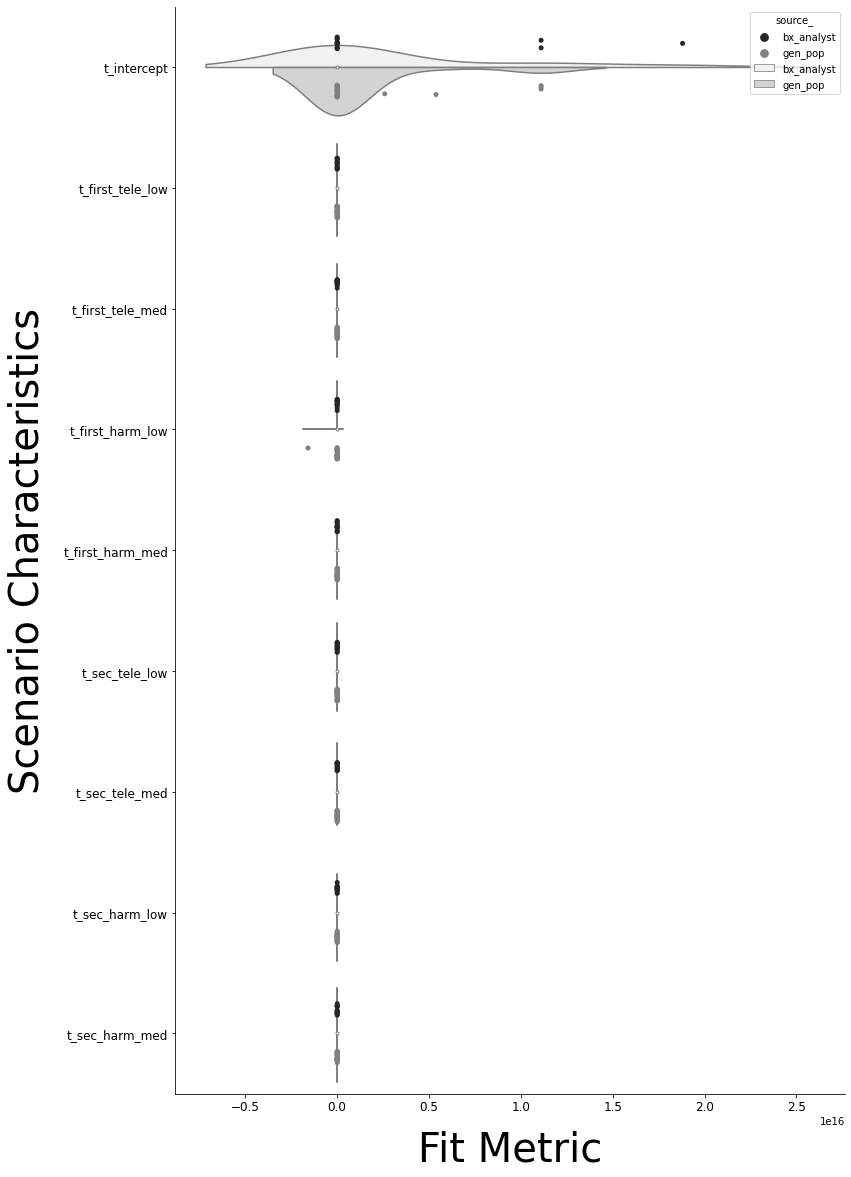 source_
bx_analyst
gen_pop
bx_analyst
gen_pop
t_intercept
t_first_tele_low
t_first_tele_med
t_first_harm_low
t_first_harm_med
t_sec_tele_low
t_sec_tele_med
t_sec_harm_low
t_sec_harm_med
Scenario Characteristics
−0.5 0.0 0.5 1.0 1.5 2.0 2.5
1e16
Fit Metric